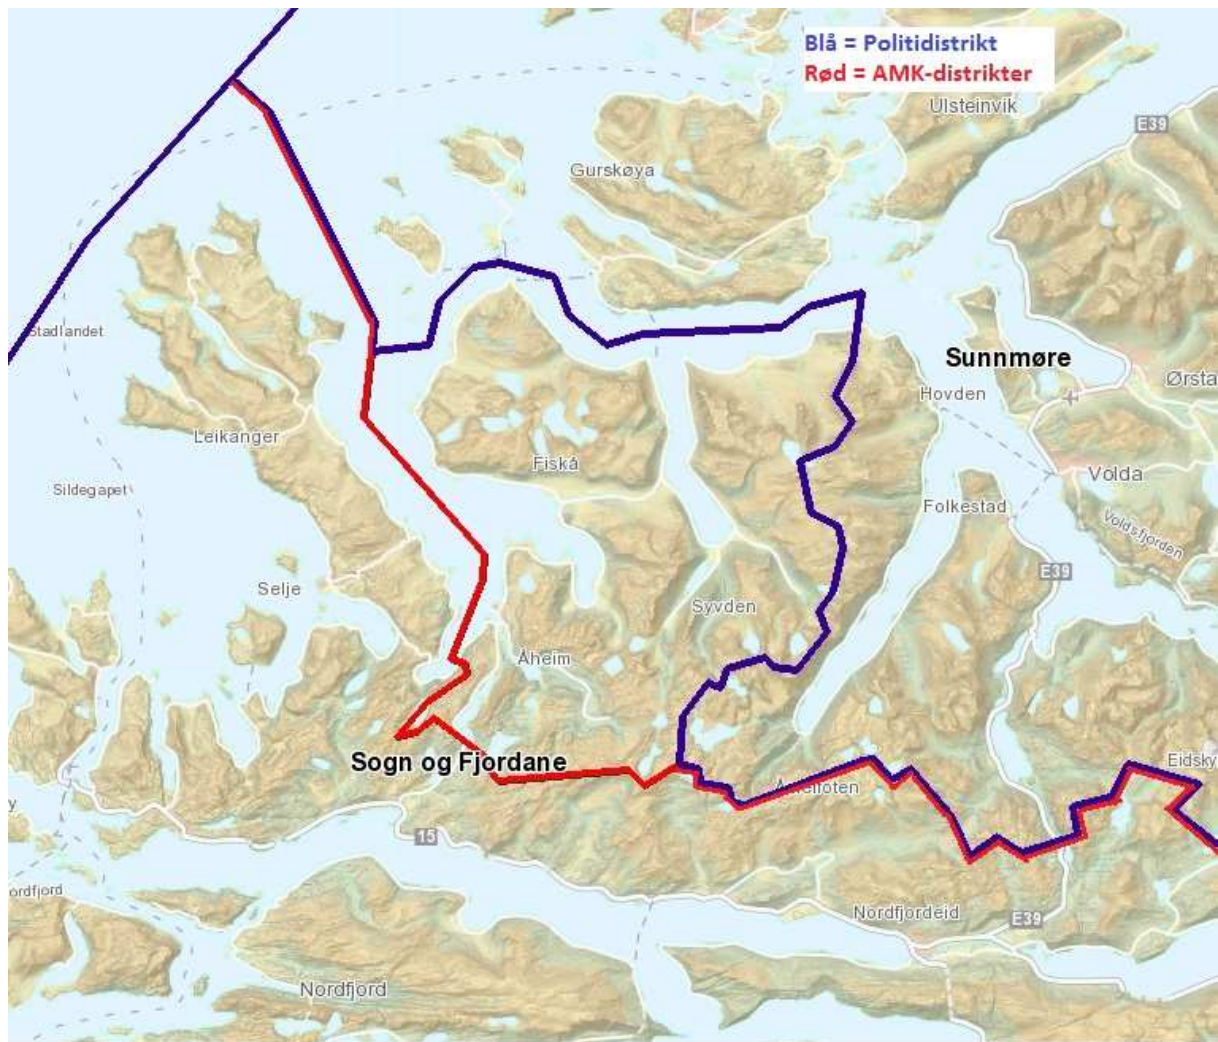 Blå = Politidistrikt
Rød = AMK-distrikter
Ulsteinvik
E39
Gurskøya
Stadlandet
Sunnmøre
Ørsta
Hovden
Leikanger
Fiskå
Volda
Sildegapet
Folkestad
Voldsfjorden
E39
Selje
Syvden
Åheim
Sogn og Fjordane
Eidsky
15
ordfjord
Nordfjordeid
E39
Nordfjord